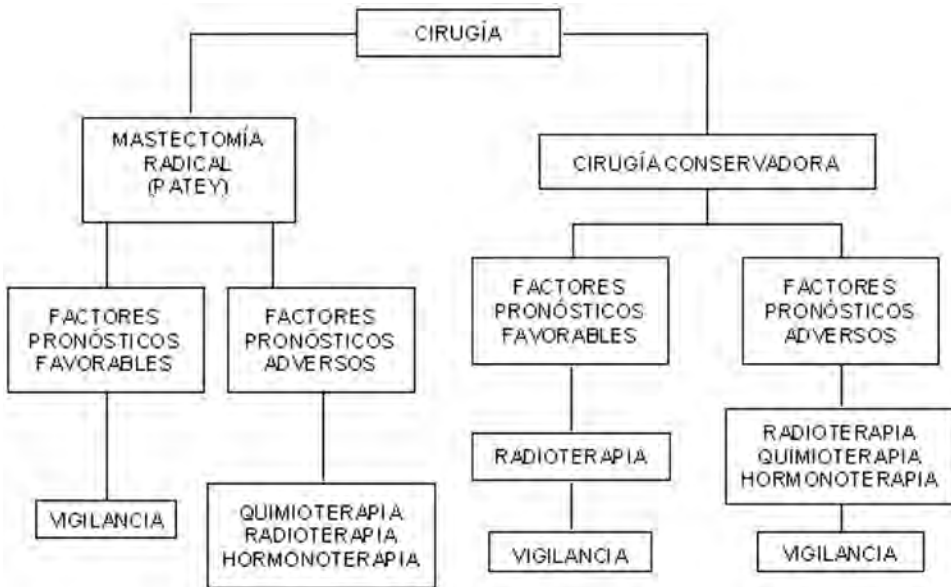 CIRUGÍA
MASTECTOMÍA
RADICAL
(PATEY)
CIRUGÍA CONSERVADORA
FACTORES
PRONÓSTICOS
FAVORABLES
FACTORES
PRONÓSTICOS
ADVERSOS
FACTORES
PRONÓSTICOS
FAVORABLES
FACTORES
PRONÓSTICOS
ADVERSOS
VIGILANCIA
QUIMIOTERAPIA
RADIOTERAPIA
HORMONOTERAPIA
RADIOTERAPIA
VIGILANCIA
RADIOTERAPIA
QUIMIOTERAPIA
HORMONOTERAPIA
VIGILANCIA